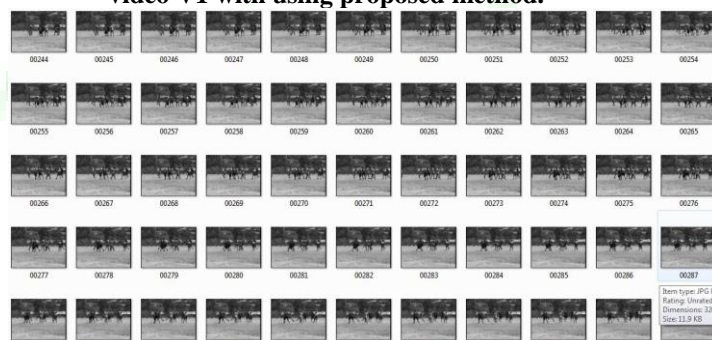 video V1 with using proposed method.
00244 00245 00246 00247 00248 00249 00250 00251 00252 00253 00254
00255 00256 00257 00258 00259 00260 00261 00262 00263 00264 00265
00266 00267 00268 00269 00270 00271 00272 00273 00274 00275 00276
00277 00278 00279 00280 00281 00282 00283 00284 00285 00286 00287
Item type: JPG
Rating: Unrated
Dimensions: 32
Size: 11.9 KB